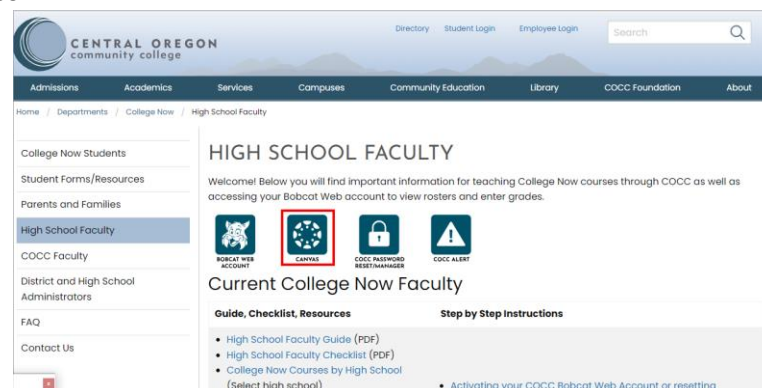 CENTRAL OREGON
community college
Directory Student Login Employee Login Search
Admissions Academics Services Campuses Community Education Library COCC Foundation About
Home / Departments / College Now / High School Faculty
College Now Students
Student Forms/Resources
Parents and Families
High School Faculty
COCC Faculty
District and High School
Administrators
FAQ
Contact Us
HIGH SCHOOL FACULTY
Welcome! Below you will find important information for teaching College Now courses through COCC as well as
accessing your Bobcat Web account to view rosters and enter grades.
BOBCAT WEB
ACCOUNT
CANVAS
COCC PASSWORD
RESET/MANAGER
COCC ALERT
Current College Now Faculty
Guide, Checklist, Resources Step by Step Instructions
• High School Faculty Guide (PDF)
• High School Faculty Checklist (PDF)
• College Now Courses by High School
(Select high school)
• Activating your COCC Bobcat Web Account or resetting